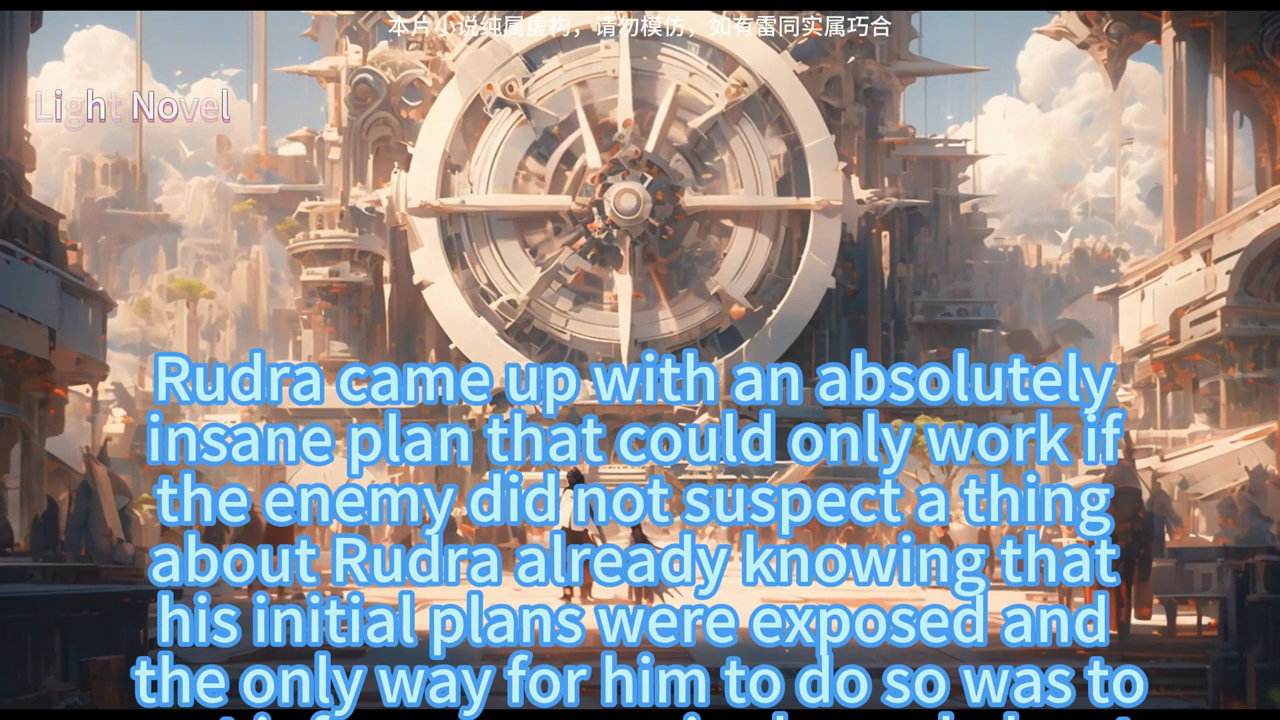 本片小说纯属虚构，请勿模仿，如有雷同实属巧合
Light Novel
Rudra came up with an absolutely
insane plan that could only work if
the enemy did not suspect a thing
about Rudra already knowing that
his initial plans were exposed and
the only way for him to do so was to